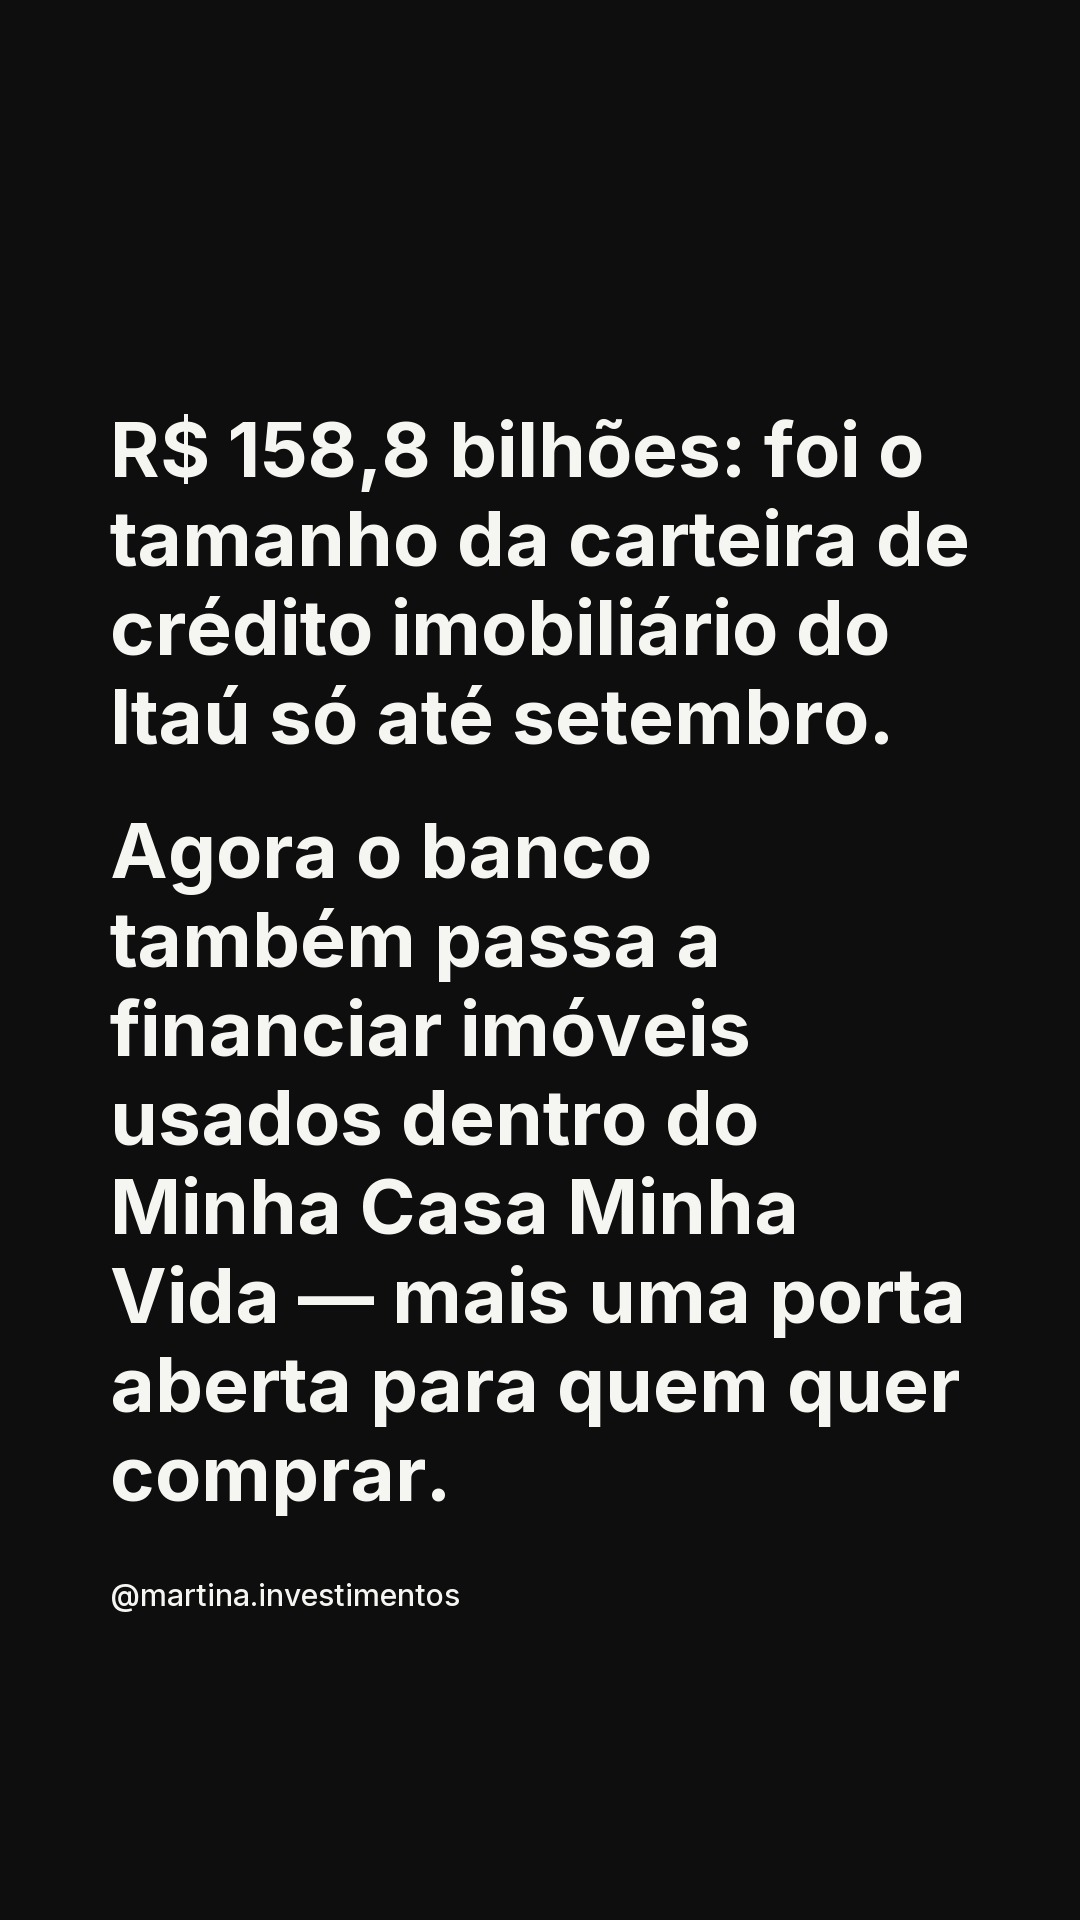 R$ 158,8 bilhões: foi o
tamanho da carteira de
crédito imobiliário do
Itaú só até setembro.
Agora o banco
também passa a
financiar imóveis
usados dentro do
Minha Casa Minha
Vida — mais uma porta
aberta para quem quer
comprar.
@martina.investimentos